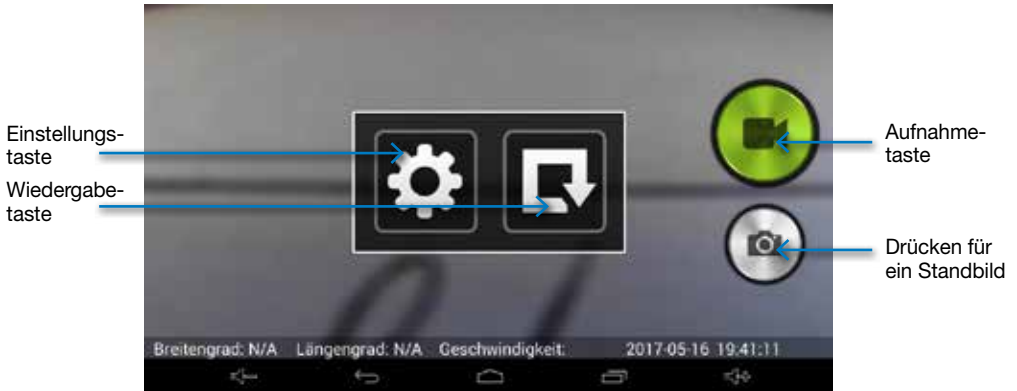 Einstellungs-
taste
Wiedergabe-
taste
Aufnahme-
taste
Drücken für
ein Standbild
Breitengrad: N/A Längengrad: N/A Geschwindigkeit: 2017-05-16 19:41:11